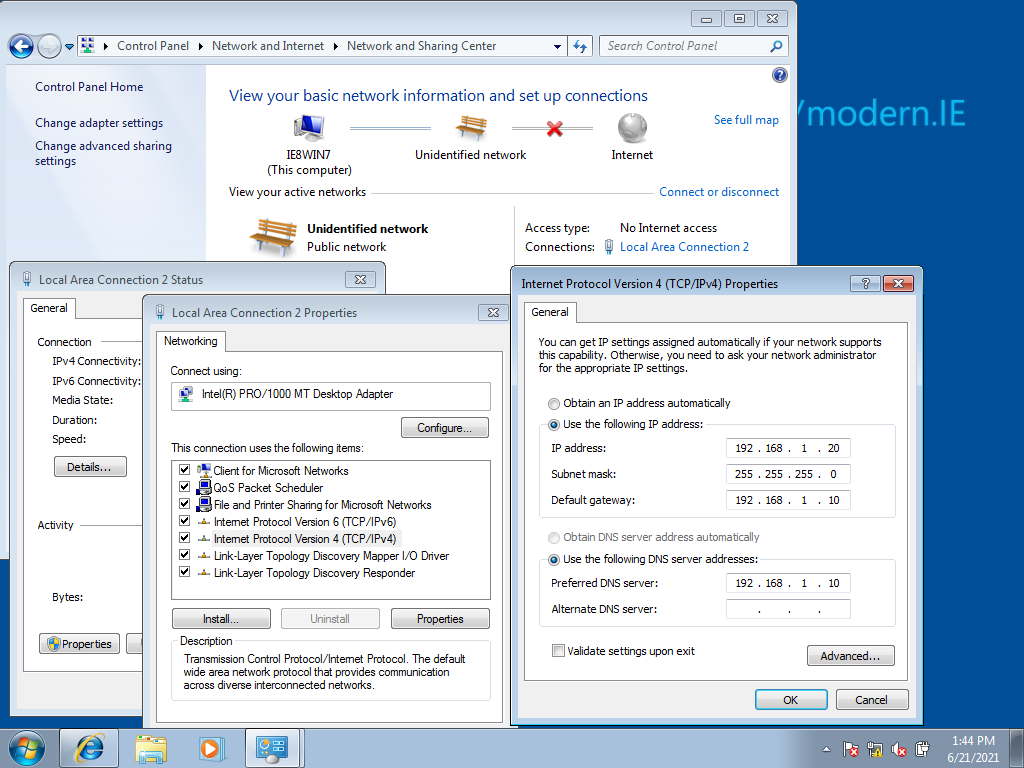 Control Panel
Network and Internet
Network and Sharing Center
Search Control Panel
Control Panel Home
Change adapter settings
Change advanced sharing
settings
View your basic network information and set up connections
/modern.IE
See full map
IE8WIN7
(This computer)
Unidentified network
Internet
View your active networks
Connect or disconnect
Unidentified network
Public network
Access type:
No Internet access
Connections:
Local Area Connection 2
Local Area Connection 2 Status
General
Connection
IPv4 Connectivity:
IPv6 Connectivity:
Media State:
Duration:
Speed:
Details...
Activity
Bytes:
Properties
Local Area Connection 2 Properties
Networking
Connect using:
Intel(R) PRO/1000 MT Desktop Adapter
Configure...
This connection uses the following items:
Client for Microsoft Networks
QoS Packet Scheduler
File and Printer Sharing for Microsoft Networks
Internet Protocol Version 6 (TCP/IPv6)
Internet Protocol Version 4 (TCP/IPv4)
Link-Layer Topology Discovery Mapper I/O Driver
Link-Layer Topology Discovery Responder
Install...
Uninstall
Properties
Description
Transmission Control Protocol/Internet Protocol. The default
wide area network protocol that provides communication
across diverse interconnected networks.
Internet Protocol Version 4 (TCP/IPv4) Properties
?
General
You can get IP settings assigned automatically if your network supports
this capability. Otherwise, you need to ask your network administrator
for the appropriate IP settings.
Obtain an IP address automatically
Use the following IP address:
IP address: 192 . 168 . 1 . 20
Subnet mask: 255 . 255 . 255 . 0
Default gateway: 192 . 168 . 1 . 10
Obtain DNS server address automatically
Use the following DNS server addresses:
Preferred DNS server: 192 . 168 . 1 . 10
Alternate DNS server: . . .
Validate settings upon exit
Advanced...
OK
Cancel
1:44 PM
6/21/2021